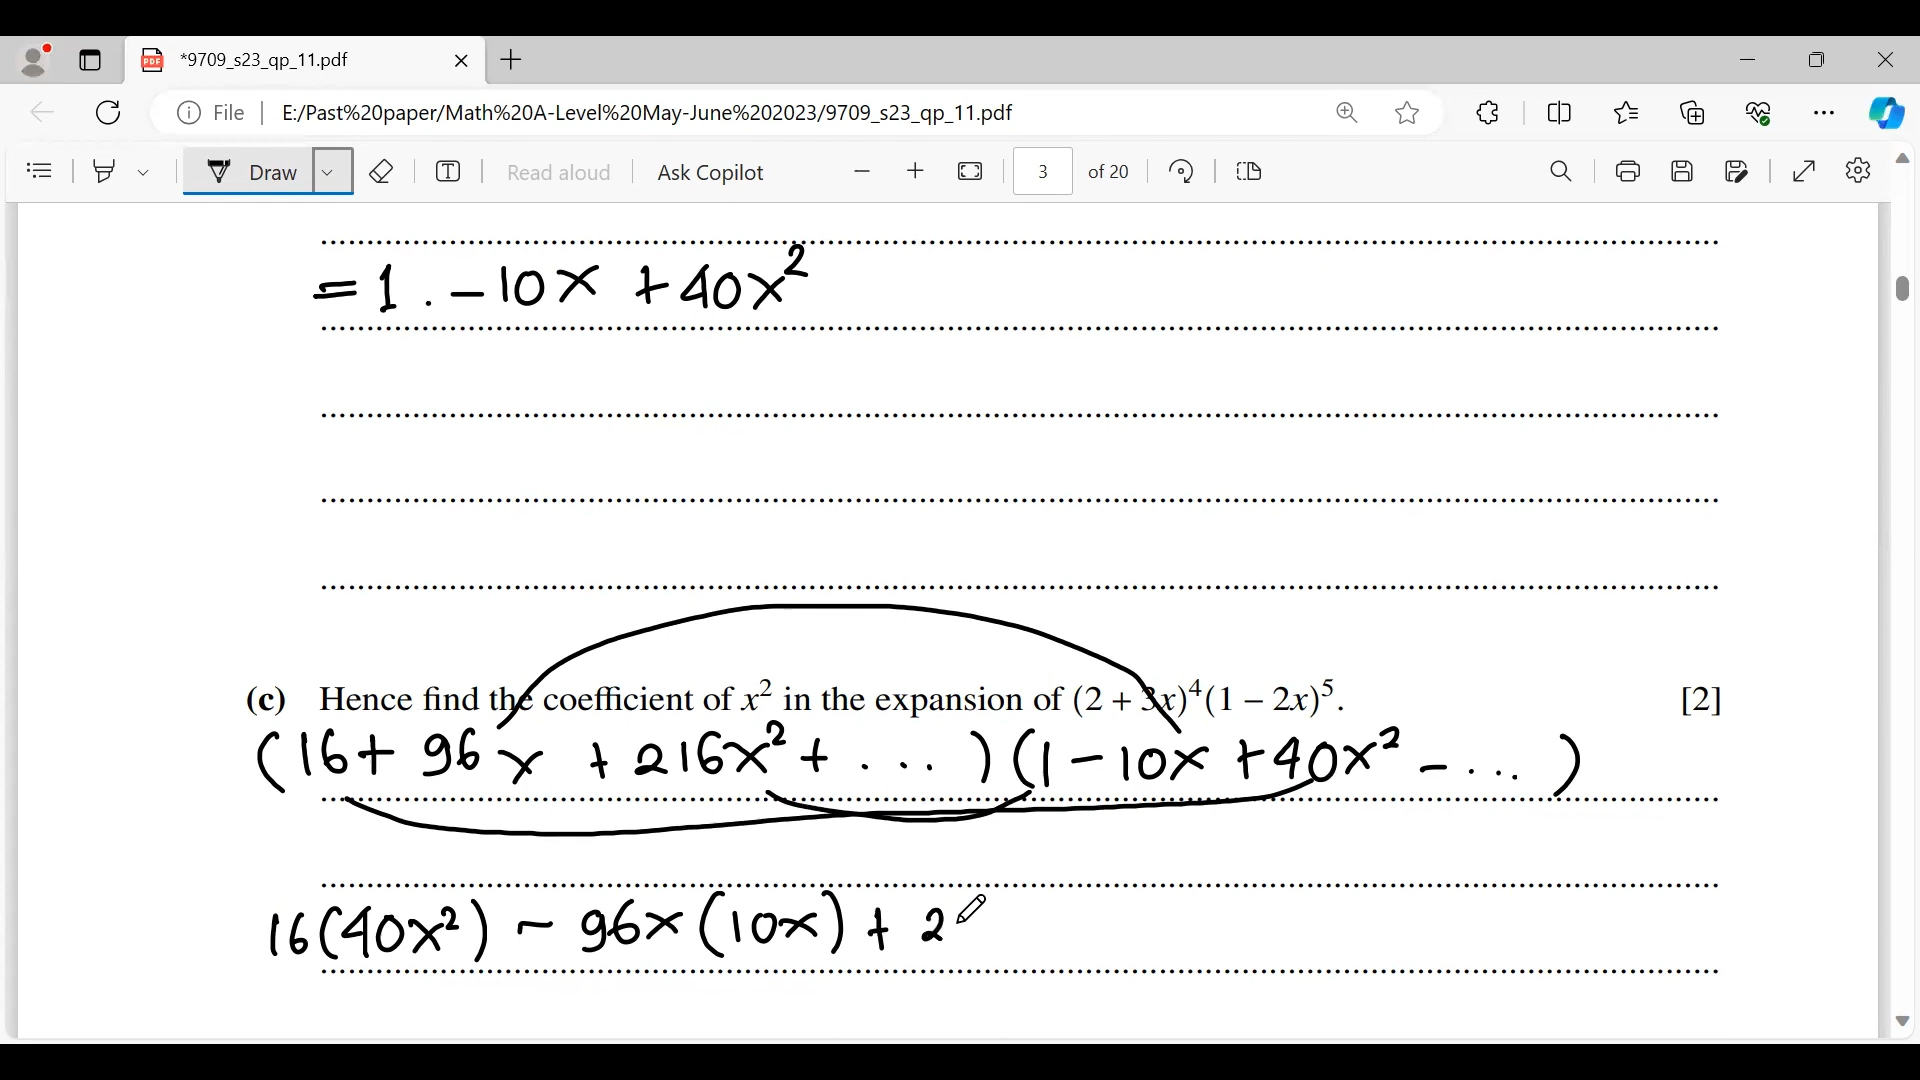 *9709_s23_qp_11.pdf
File | E:/Past%20paper/Math%20A-Level%20May-June%202023/9709_s23_qp_11.pdf
Draw Read aloud Ask Copilot 3 of 20
= 1 . - 10x + 40x²
(c) Hence find the coefficient of x² in the expansion of (2 + 3x)⁴(1 − 2x)⁵. [2]
(16 + 96x + 216x² + ... ) (1 - 10x + 40x² - ... )
16(40x²) - 96x(10x) + 2